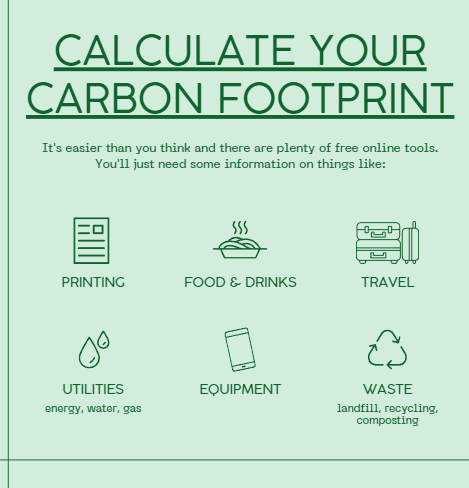 CALCULATE YOUR
CARBON FOOTPRINT
It's easier than you think and there are plenty of free online tools.
You'll just need some information on things like:
PRINTING
FOOD & DRINKS
TRAVEL
UTILITIES
energy, water, gas
EQUIPMENT
WASTE
landfill, recycling,
composting